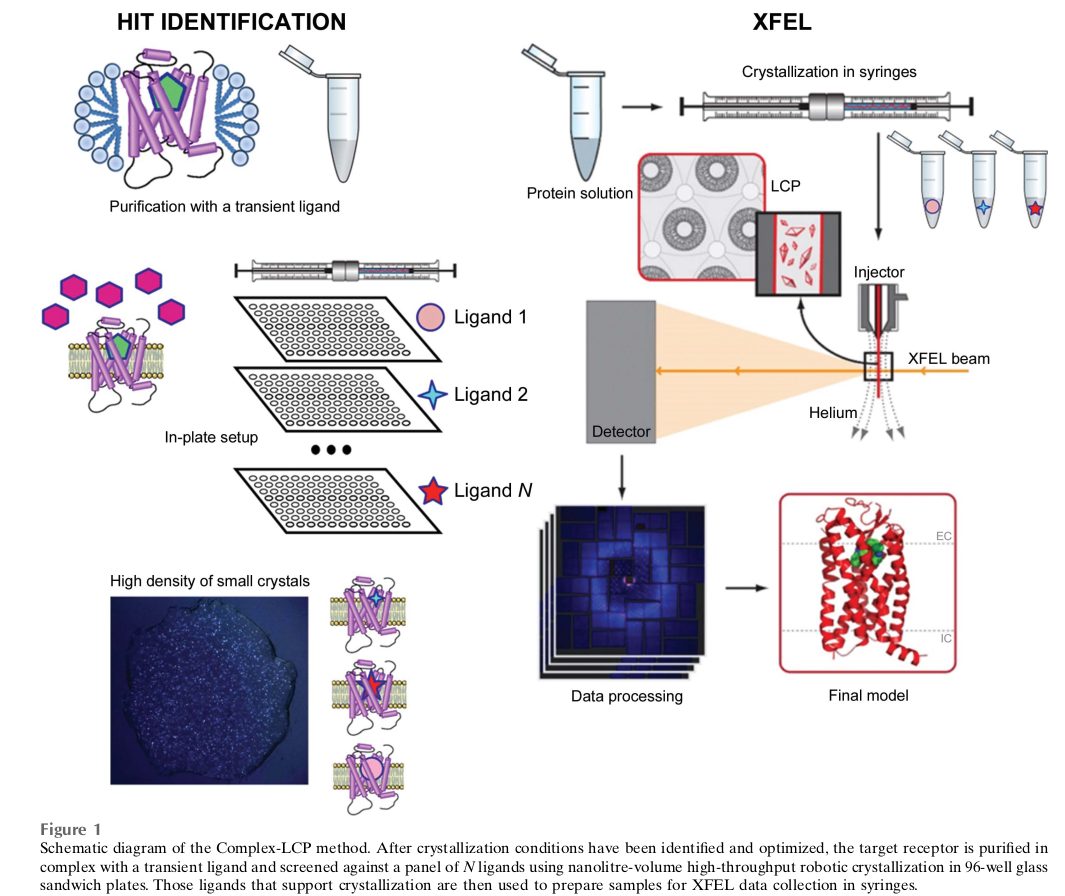 HIT IDENTIFICATION
Purification with a transient ligand
Ligand 1
Ligand 2
In-plate setup
Ligand N
High density of small crystals
XFEL
Crystallization in syringes
Protein solution
LCP
Injector
XFEL beam
Helium
Detector
EC
IC
Data processing
Final model
Figure 1
Schematic diagram of the Complex-LCP method. After crystallization conditions have been identified and optimized, the target receptor is purified in
complex with a transient ligand and screened against a panel of N ligands using nanolitre-volume high-throughput robotic crystallization in 96-well glass
sandwich plates. Those ligands that support crystallization are then used to prepare samples for XFEL data collection in syringes.